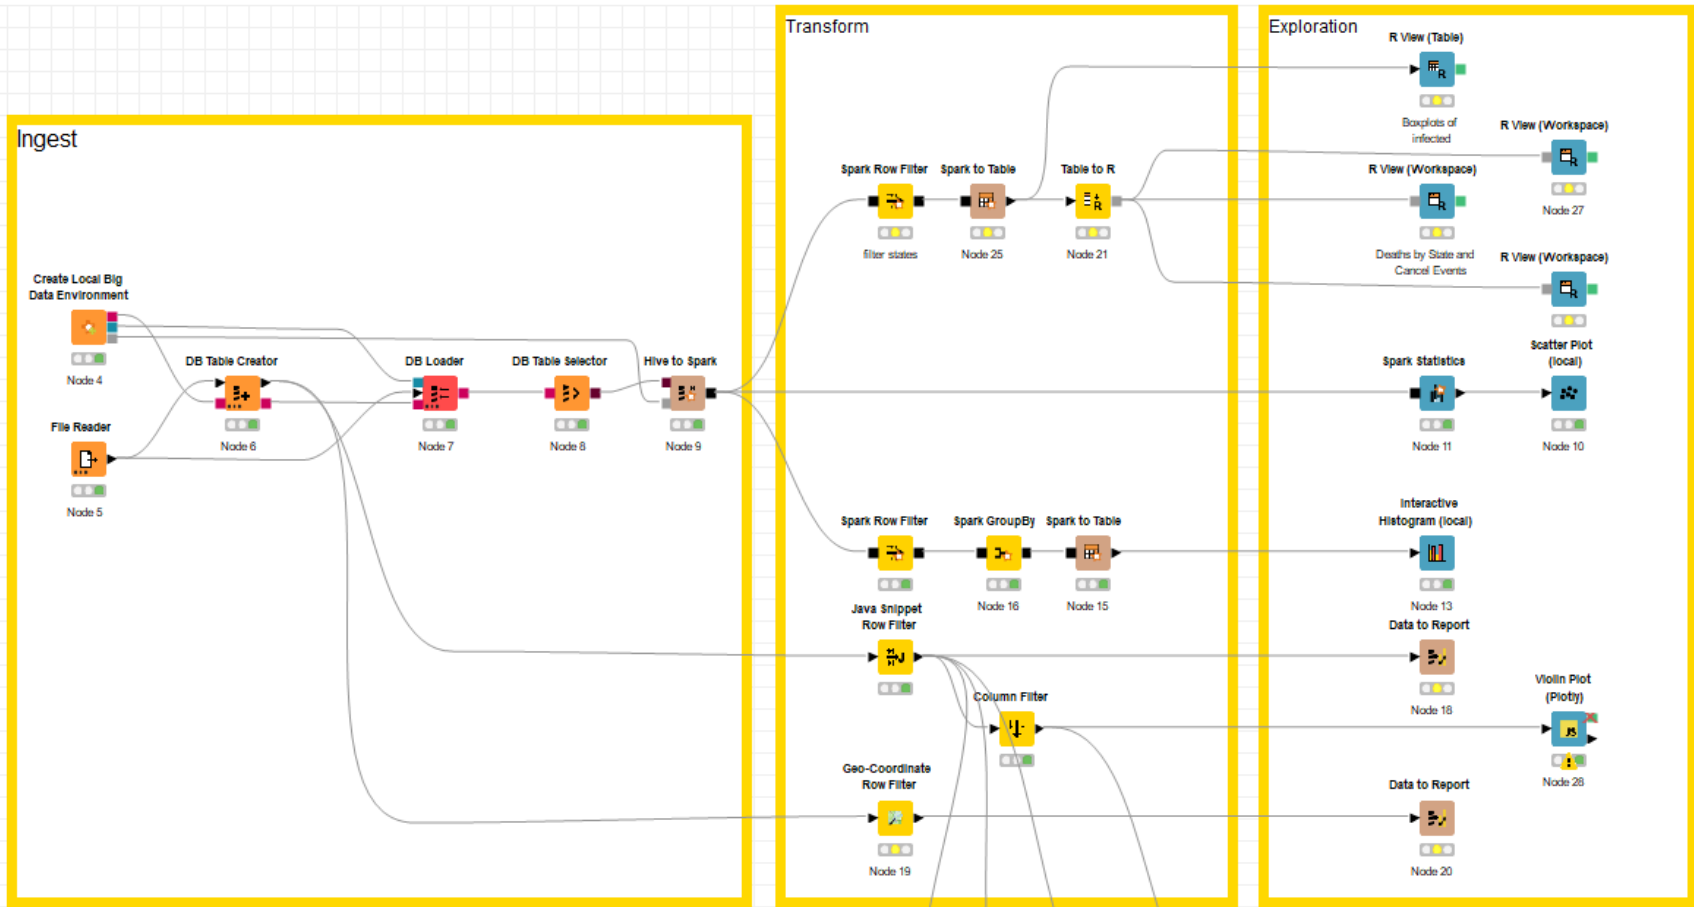 Ingest
Create Local Big
Data Environment
Node 4
File Reader
Node 5
DB Table Creator
Node 6
DB Loader
Node 7
DB Table Selector
Node 8
Hive to Spark
Node 9
Transform
Spark Row Filter
filter states
Spark to Table
Node 25
Table to R
R
Node 21
Spark Row Filter
Spark GroupBy
Node 16
Spark to Table
Node 15
Java Snippet
Row Filter
Column Filter
Geo-Coordinate
Row Filter
Node 19
Exploration
R View (Table)
R
Boxplots of
infected
R View (Workspace)
R
Node 27
R View (Workspace)
R
Deaths by State and
Cancel Events
R View (Workspace)
R
Spark Statistics
Node 11
Scatter Plot
(local)
Node 10
Interactive
Histogram (local)
Node 13
Data to Report
Node 18
Violin Plot
(Plotly)
JS
Node 28
Data to Report
Node 20